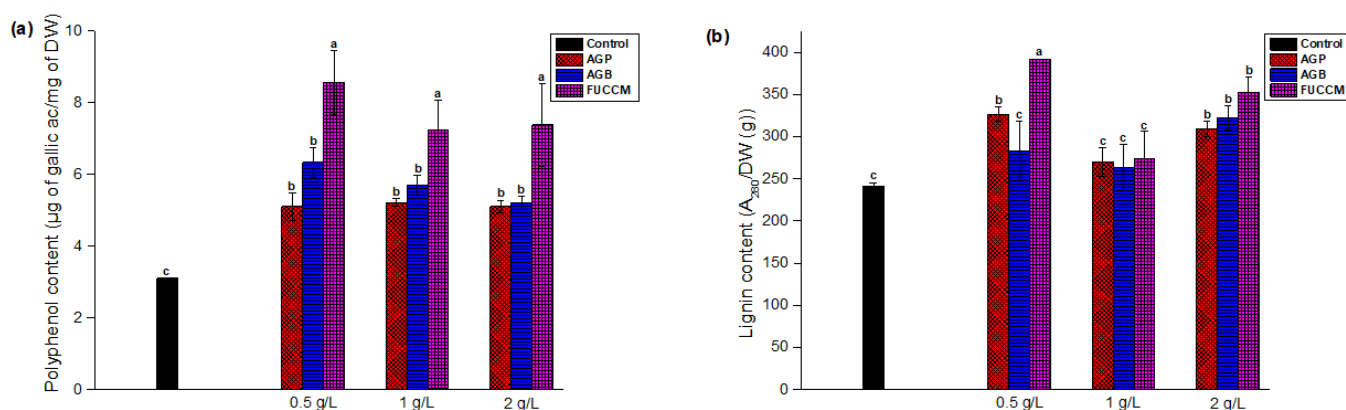 (a)
Polyphenol content (µg of gallic ac/mg of DW)
10
8
6
4
2
0
c
b
b
a
b
b
a
b
b
a
0.5 g/L
1 g/L
2 g/L
Control
AGP
AGB
FUCCM
(b)
Lignin content (A280/DW (g))
400
350
300
250
200
150
100
50
0
c
b
c
a
c
c
c
b
b
b
0.5 g/L
1 g/L
2 g/L
Control
AGP
AGB
FUCCM